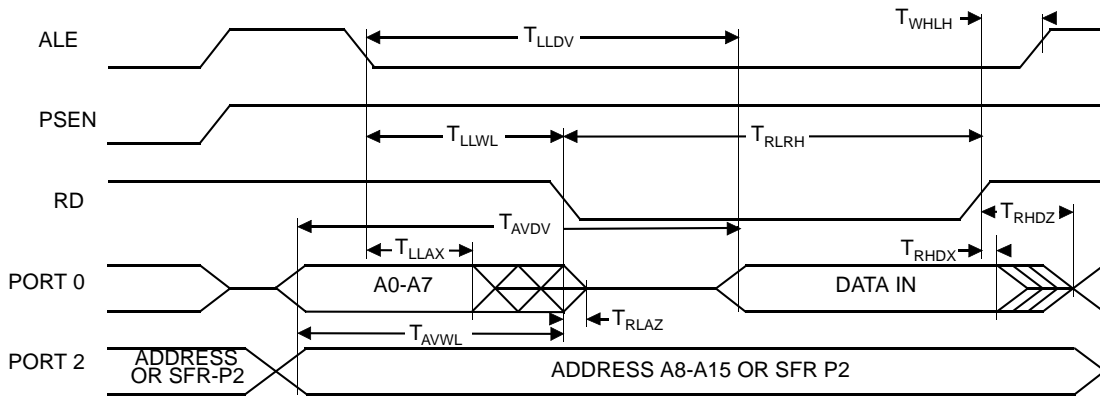 T_WHLH
ALE
T_LLDV
PSEN
T_LLWL
T_RLRH
RD
T_AVDV
T_RHDZ
T_LLAX
T_RHDX
PORT 0
A0-A7
DATA IN
T_RLAZ
T_AVWL
PORT 2
ADDRESS
OR SFR-P2
ADDRESS A8-A15 OR SFR P2